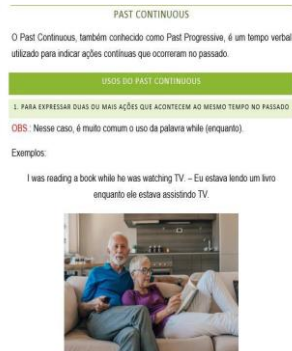 PAST CONTINUOUS
O Past Continuous, também conhecido como Past Progressive, é um tempo verbal
utilizado para indicar ações contínuas que ocorreram no passado.
USOS DO PAST CONTINUOUS
1. PARA EXPRESSAR DUAS OU MAIS AÇÕES QUE ACONTECEM AO MESMO TEMPO NO PASSADO
OBS.: Nesse caso, é muito comum o uso da palavra while (enquanto).
Exemplos:
I was reading a book while he was watching TV. – Eu estava lendo um livro
enquanto ele estava assistindo TV.